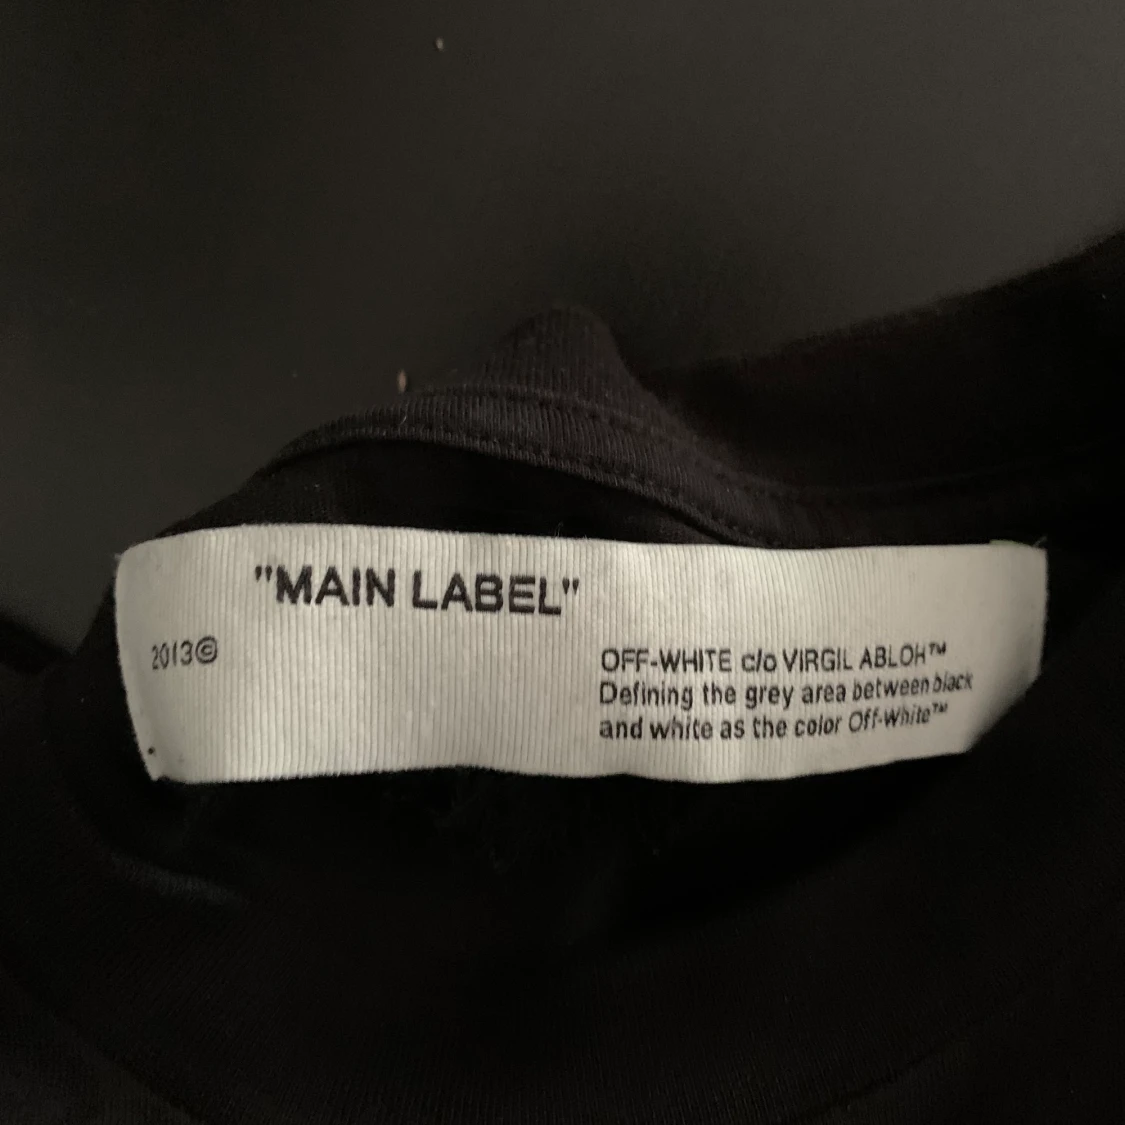 "MAIN LABEL"
2013©
OFF-WHITE c/o VIRGIL ABLOH™
Defining the grey area between black
and white as the color Off-White™